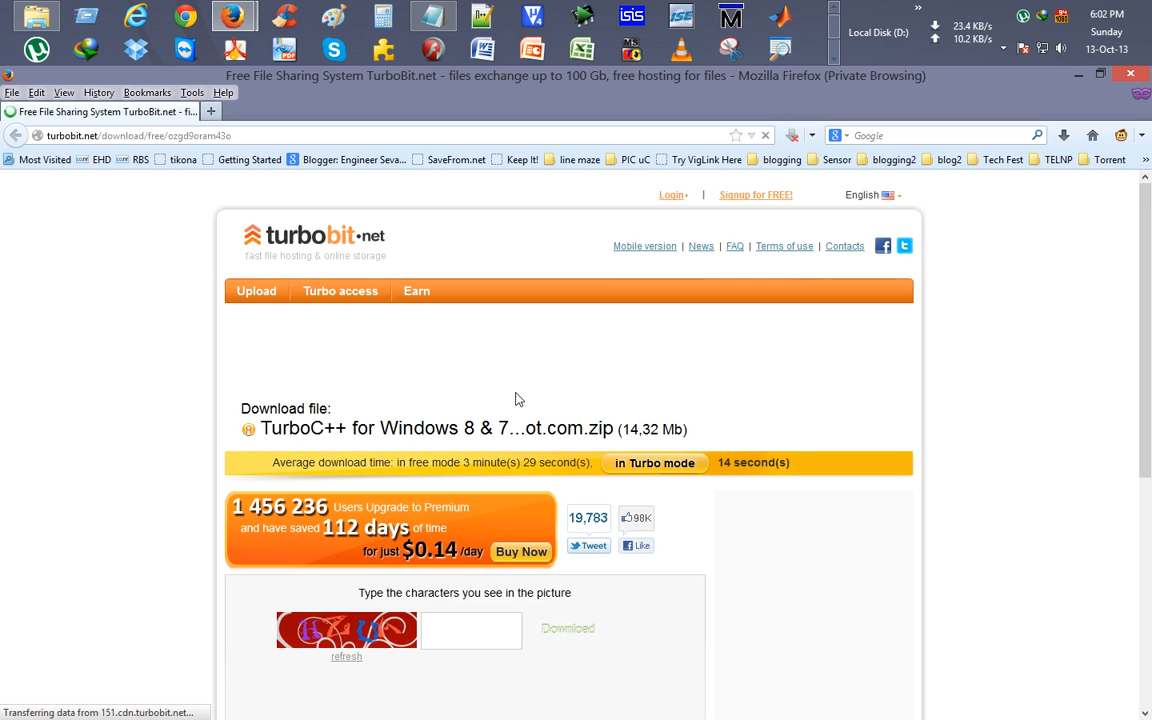 isis
ISE
Local Disk (D:)
»
23.4 KB/s
10.2 KB/s
6:02 PM
Sunday
13-Oct-13
Free File Sharing System TurboBit.net - files exchange up to 100 Gb, free hosting for files - Mozilla Firefox (Private Browsing)
File Edit View History Bookmarks Tools Help
Free File Sharing System TurboBit.net - fi...
turbobit.net/download/free/ozgd9oram43o
Google
Most Visited EHD RBS tikona Getting Started Blogger: Engineer Seva... SaveFrom.net Keep It! line maze PIC uC Try VigLink Here blogging Sensor blogging2 blog2 Tech Fest TELNP Torrent »
Login | Signup for FREE! English
turbobit•net
fast file hosting & online storage
Mobile version | News | FAQ | Terms of use | Contacts
Upload Turbo access Earn
Download file:
TurboC++ for Windows 8 & 7...ot.com.zip (14,32 Mb)
Average download time: in free mode 3 minute(s) 29 second(s), in Turbo mode 14 second(s)
1 456 236 Users Upgrade to Premium
and have saved 112 days of time
for just $0.14 /day Buy Now
19,783 98K
Tweet Like
Type the characters you see in the picture
Download
refresh
Transferring data from 151.cdn.turbobit.net...